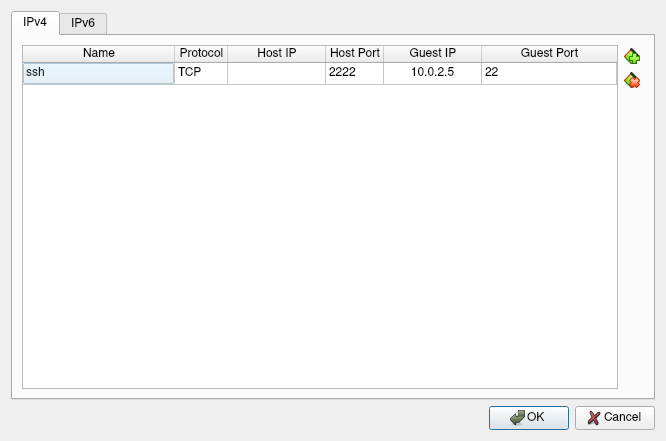 IPv4 IPv6
Name Protocol Host IP Host Port Guest IP Guest Port
ssh TCP 2222 10.0.2.5 22
OK Cancel